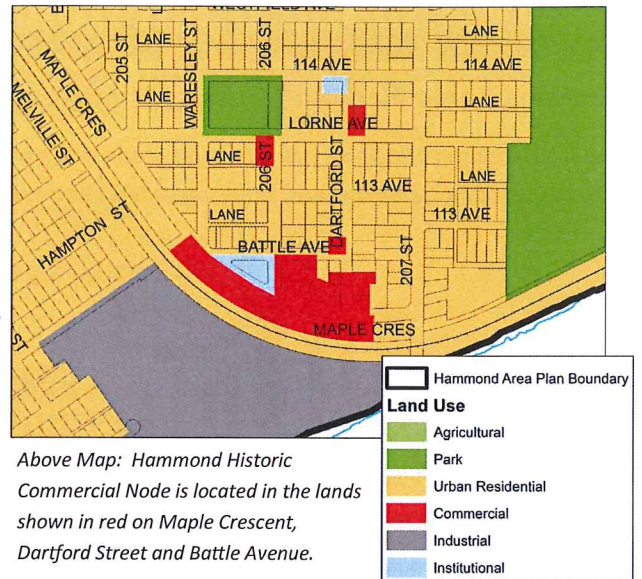 WESTFIELD AVE
LANE
205 ST
WARESLEY ST
206 ST
LANE
114 AVE
114 AVE
MAPLE CRES
MELVILLE ST
LANE
LANE
LORNE AVE
LANE
206 ST
DARTFORD ST
113 AVE
LANE
113 AVE
LANE
HAMPTON ST
BATTLE AVE
207 ST
ST
MAPLE CRES
Hammond Area Plan Boundary
Land Use
Agricultural
Park
Urban Residential
Commercial
Industrial
Institutional
Above Map: Hammond Historic
Commercial Node is located in the lands
shown in red on Maple Crescent,
Dartford Street and Battle Avenue.